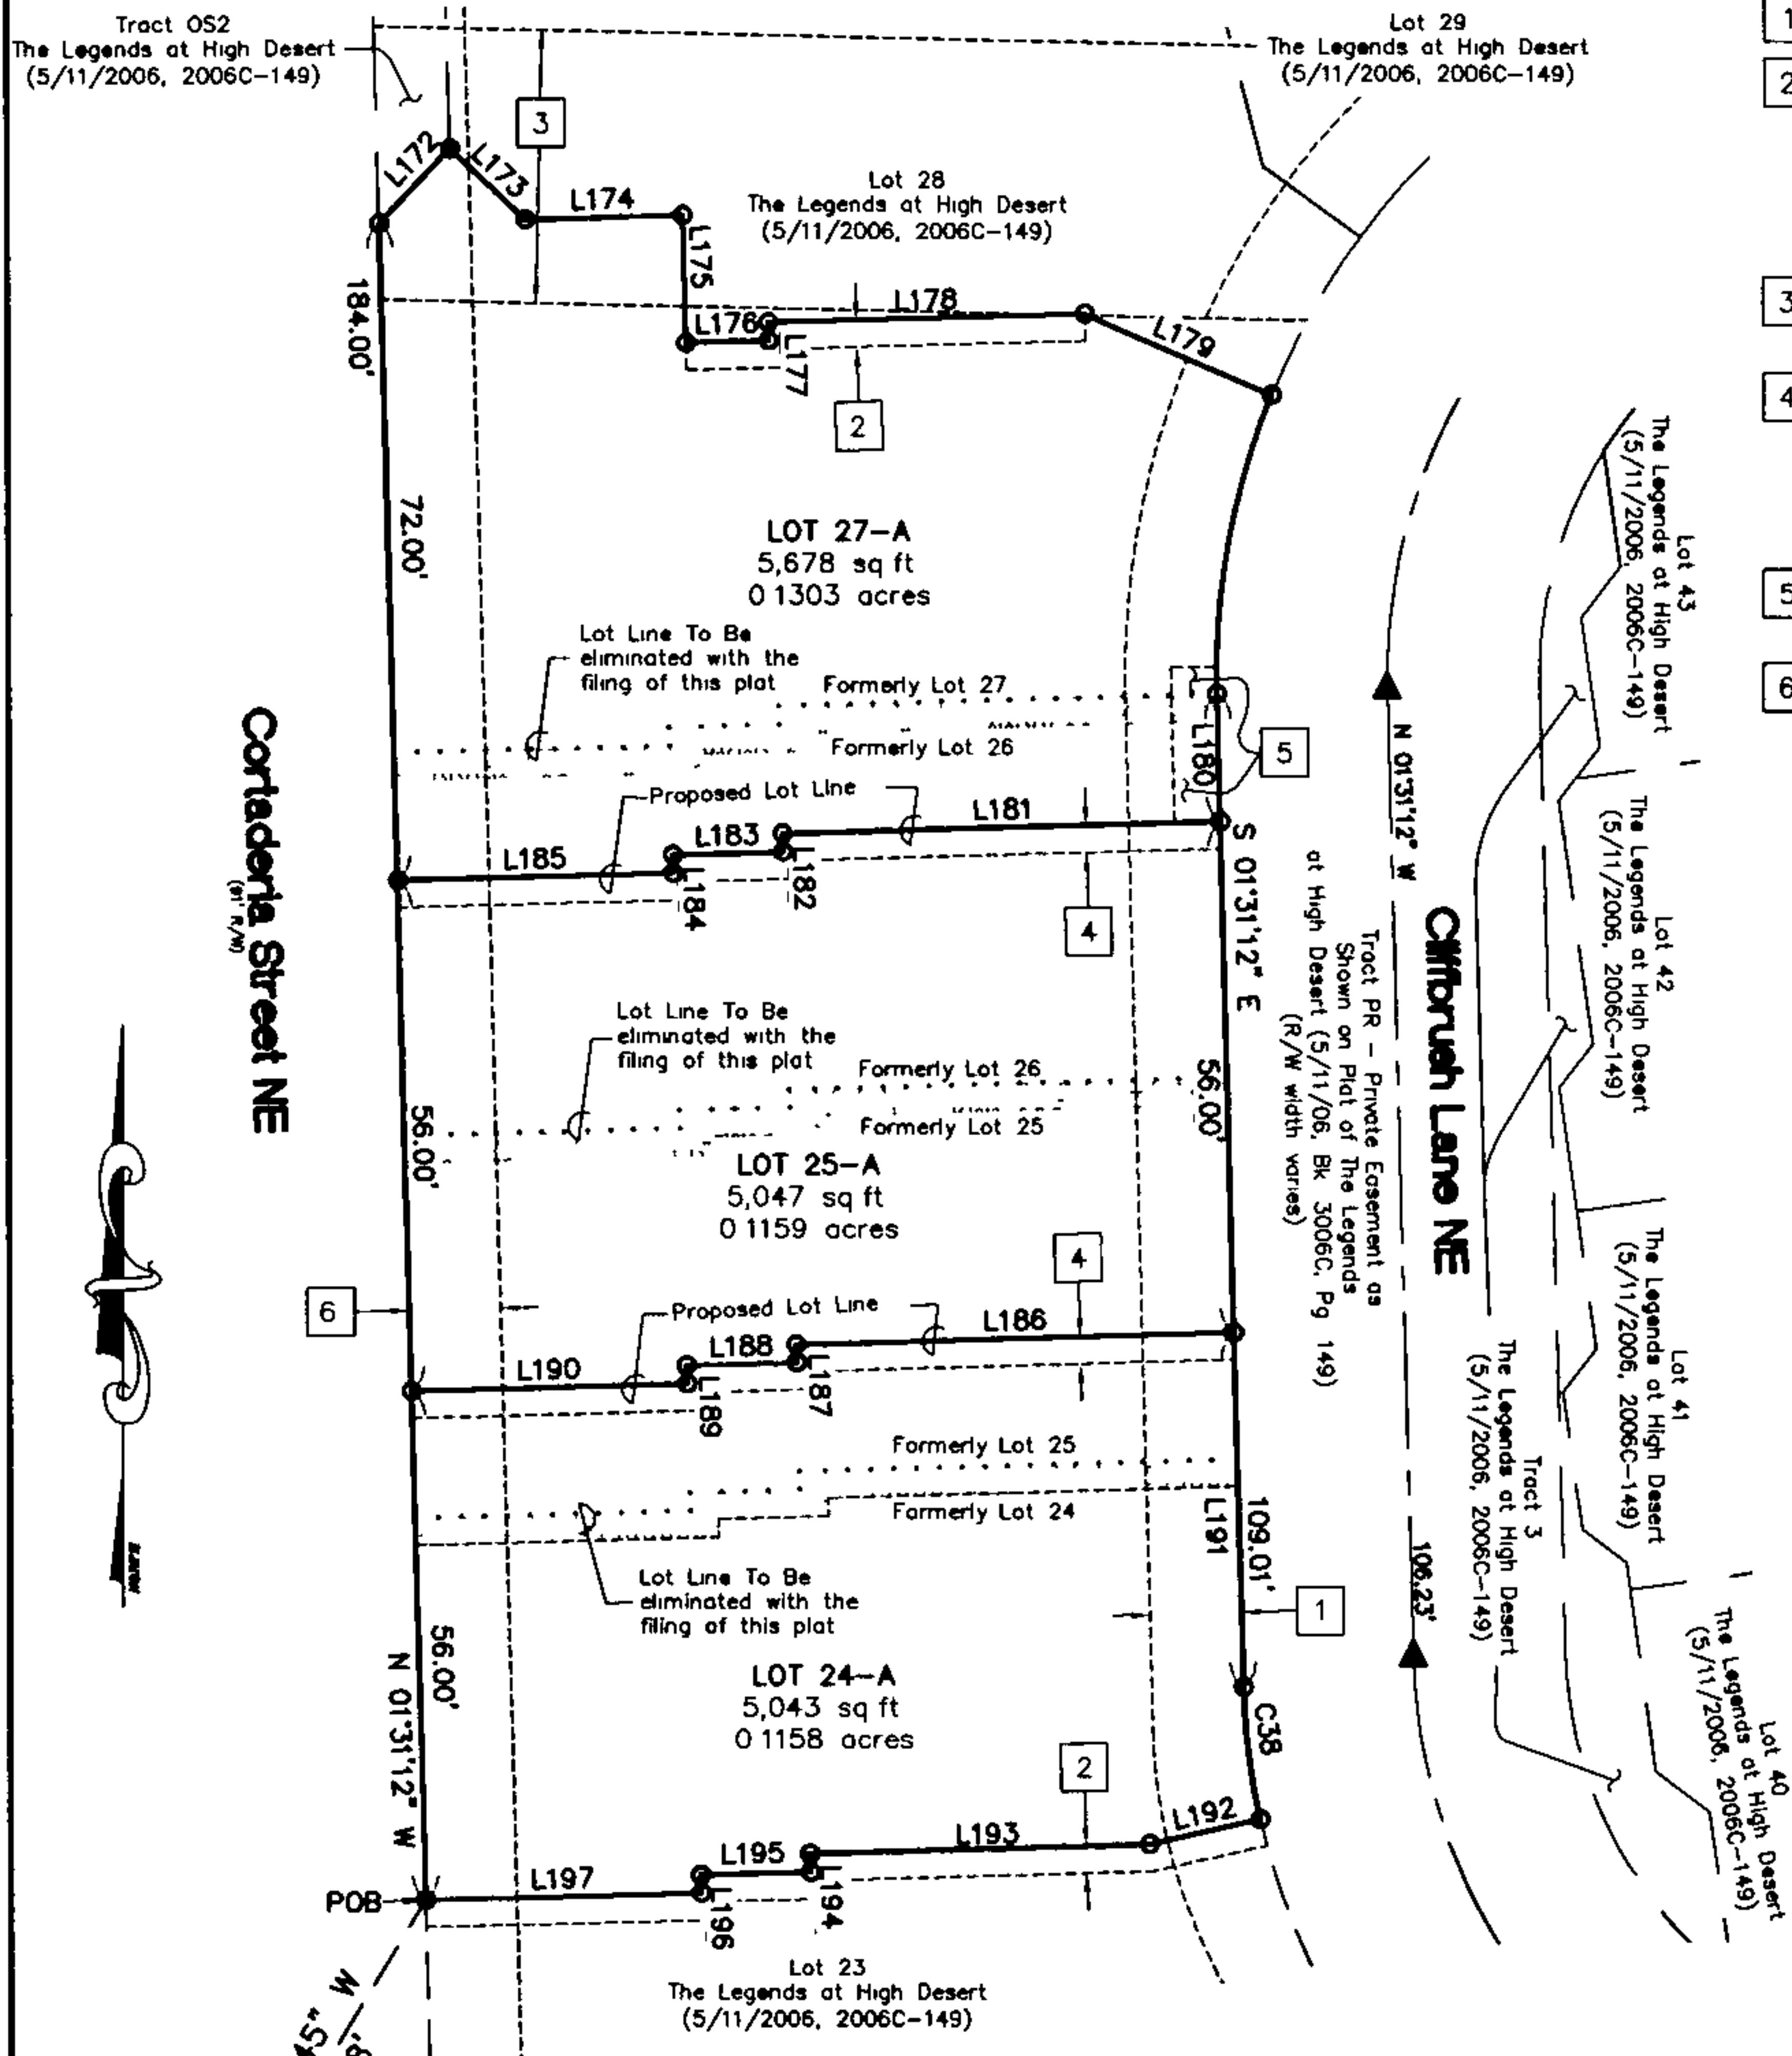 Tract OS2
The Legends at High Desert
(5/11/2006, 2006C-149)
Lot 29
The Legends at High Desert
(5/11/2006, 2006C-149)
1
2
3
4
5
6
3
L172
L173
L174
L175
L176
L177
L178
L179
Lot 28
The Legends at High Desert
(5/11/2006, 2006C-149)
184.00'
2
72.00'
LOT 27-A
5,678 sq ft
0 1303 acres
Lot Line To Be
eliminated with the
filing of this plat
Formerly Lot 27
Formerly Lot 26
5
L180
Proposed Lot Line
L181
L182
L183
L184
L185
4
Cortaderia Street NE
(91' R/W)
S 01°31'12" E
N 01°31'12" W
Cliffbrush Lane NE
Tract PR - Private Easement as
Shown on Plat of The Legends
at High Desert (5/11/06, Bk 3006C, Pg 149)
(R/W width varies)
Lot 43
The Legends at High Desert
(5/11/2006, 2006C-149)
Lot 42
The Legends at High Desert
(5/11/2006, 2006C-149)
Lot 41
The Legends at High Desert
(5/11/2006, 2006C-149)
Lot 40
The Legends at High Desert
(5/11/2006, 2006C-149)
Tract 3
The Legends at High Desert
(5/11/2006, 2006C-149)
Lot Line To Be
eliminated with the
filing of this plat
Formerly Lot 26
Formerly Lot 25
56.00'
56.00'
LOT 25-A
5,047 sq ft
0 1159 acres
4
6
Proposed Lot Line
L186
L187
L188
L189
L190
Formerly Lot 25
Formerly Lot 24
109.01'
L191
106.23'
1
Lot Line To Be
eliminated with the
filing of this plat
56.00'
N 01°31'12" W
LOT 24-A
5,043 sq ft
0 1158 acres
2
C38
L192
L193
L194
L195
L196
L197
POB
Lot 23
The Legends at High Desert
(5/11/2006, 2006C-149)
45" W